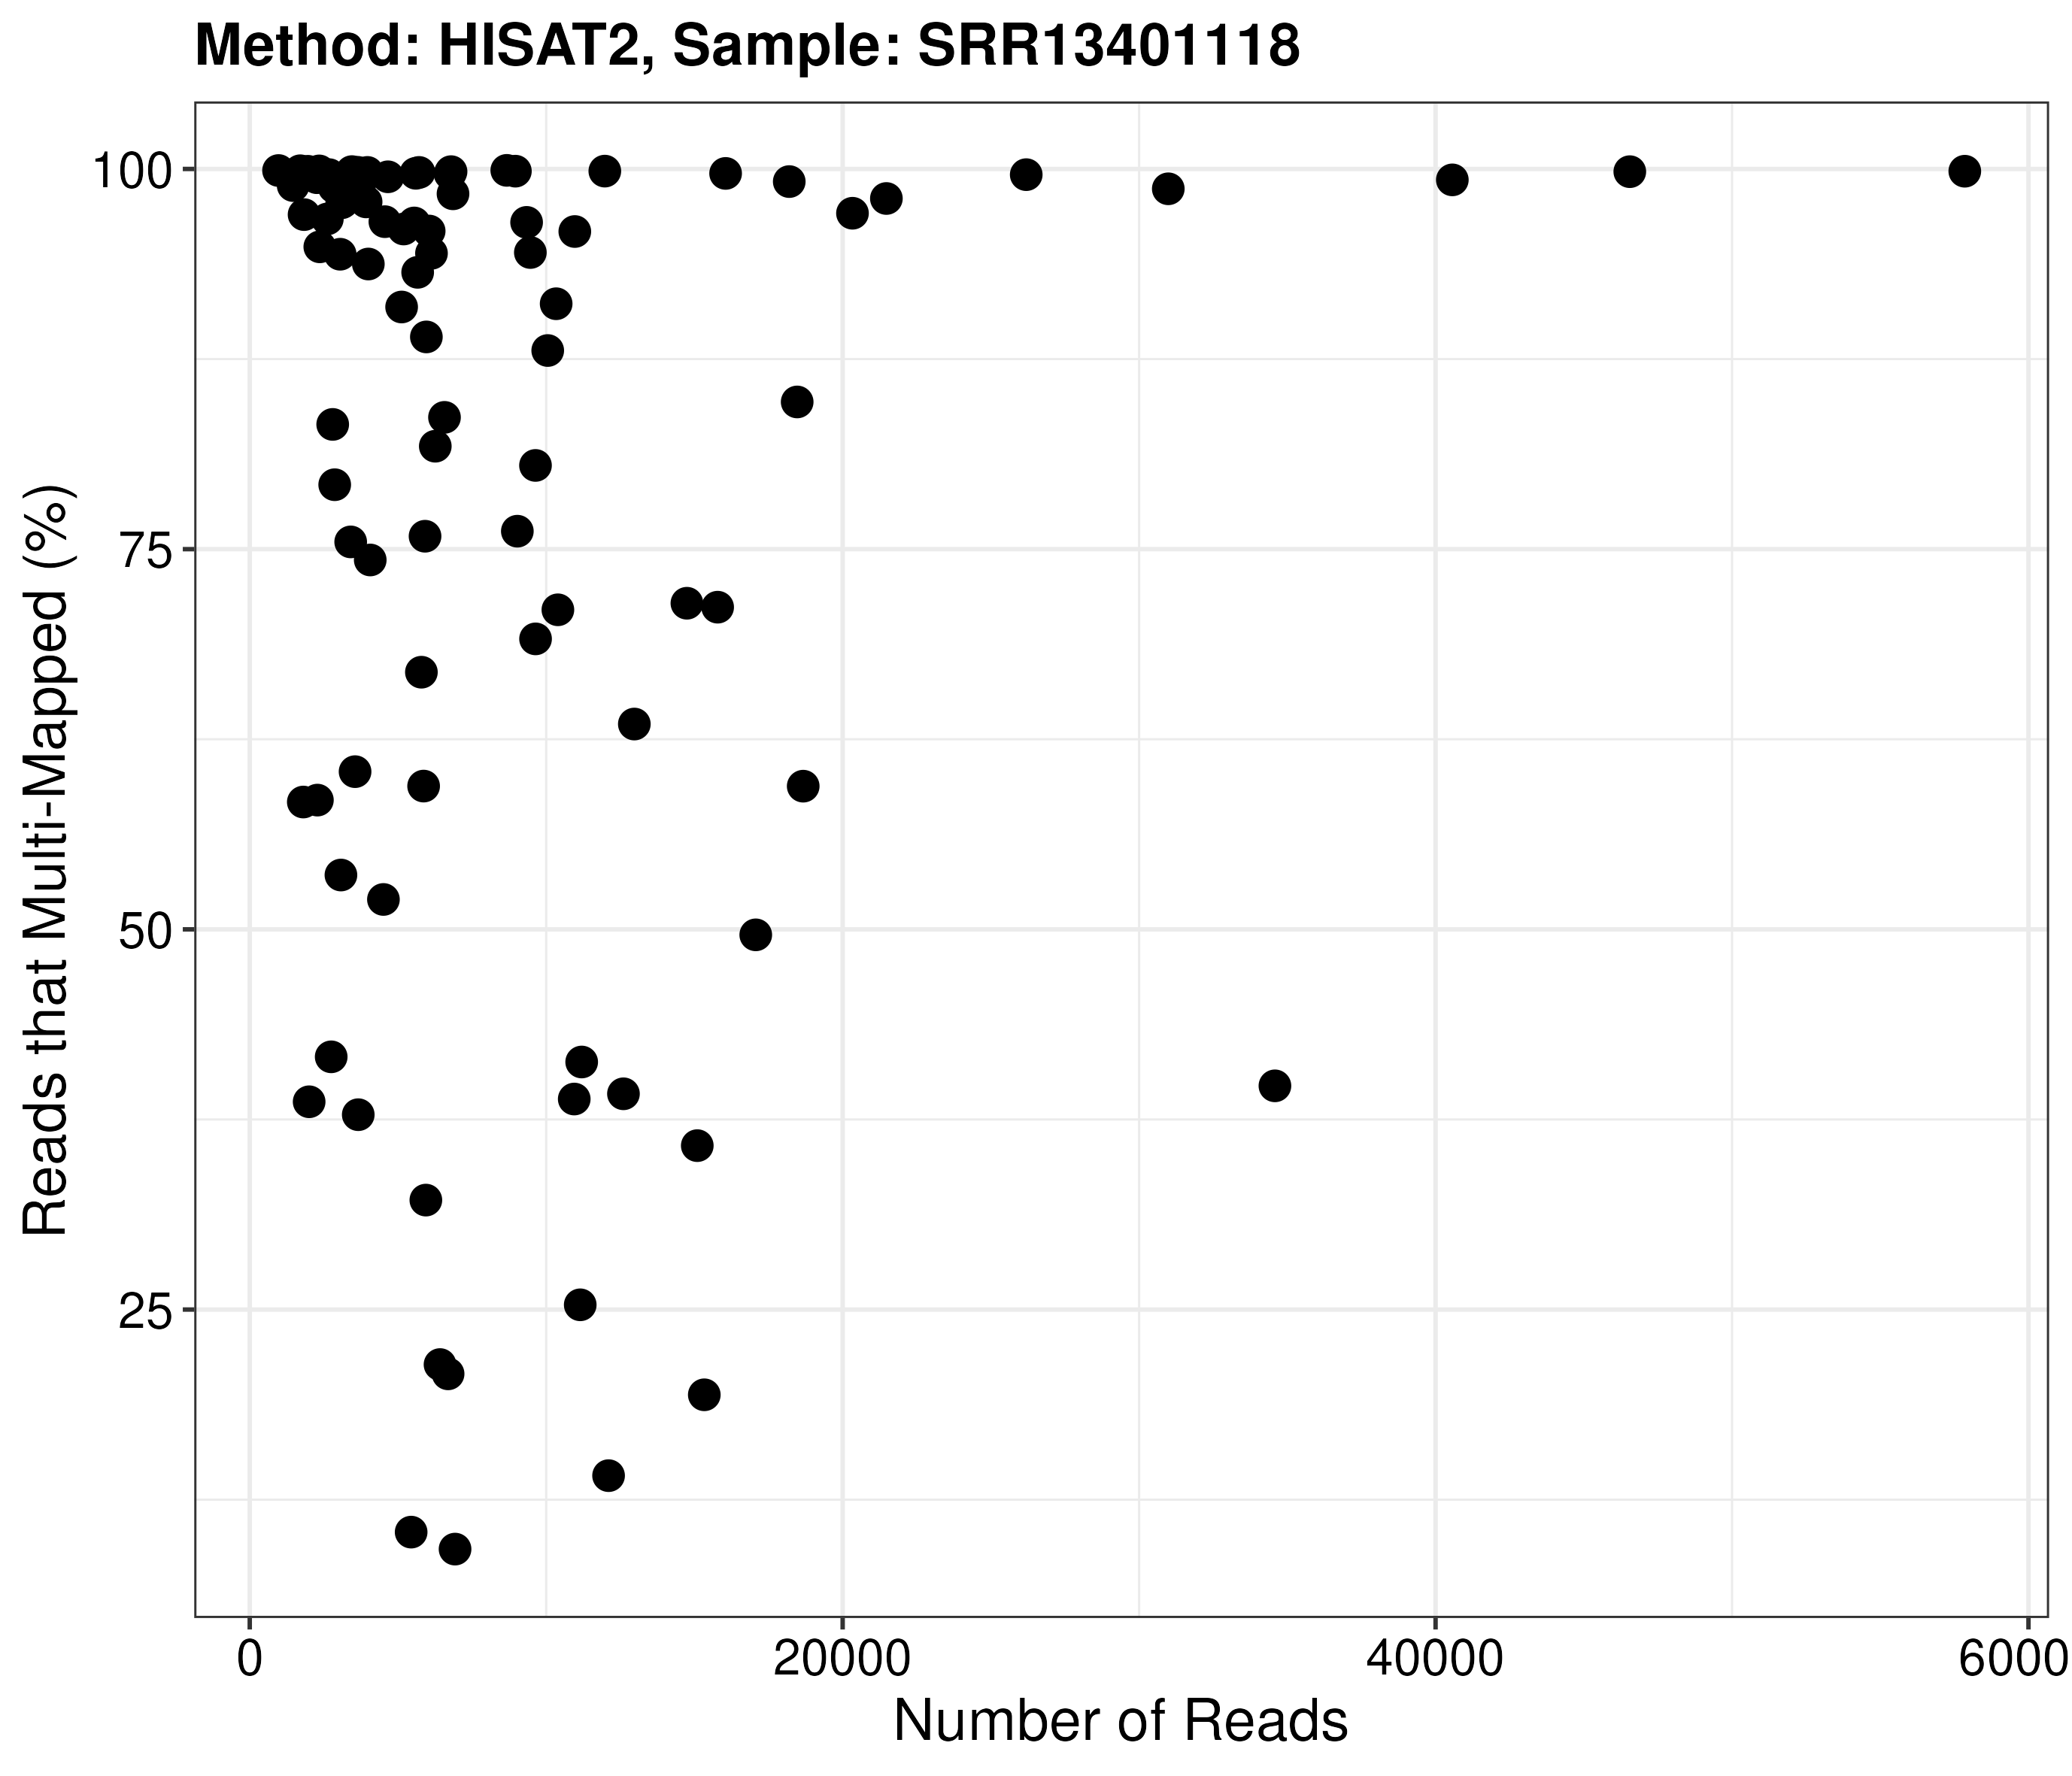 Method: HISAT2, Sample: SRR13401118
Reads that Multi-Mapped (%)
100
75
50
25
0 20000 40000 6000
Number of Reads